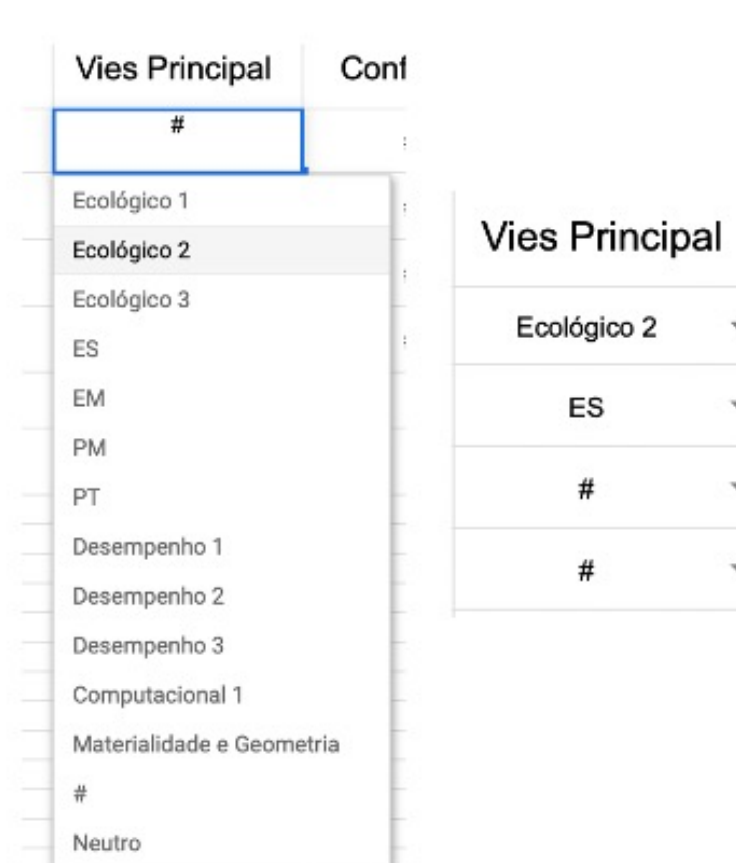 Vies Principal
Conf
#
Ecológico 1
Ecológico 2
Ecológico 3
ES
EM
PM
PT
Desempenho 1
Desempenho 2
Desempenho 3
Computacional 1
Materialidade e Geometria
#
Neutro
Vies Principal
Ecológico 2
ES
#
#